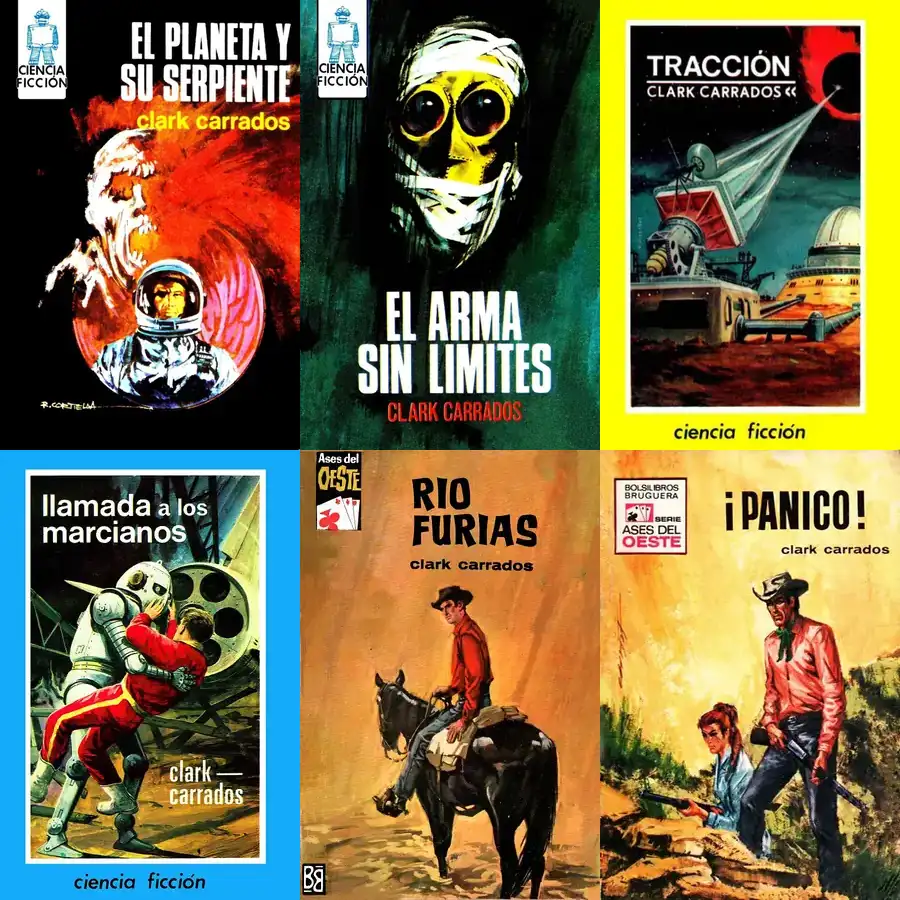 CIENCIA
FICCIÓN
EL PLANETA Y
SU SERPIENTE
clark carrados
R. CORTIELLA
CIENCIA
FICCIÓN
EL ARMA
SIN LIMITES
CLARK CARRADOS
TRACCIÓN
CLARK CARRADOS «
ciencia ficción
llamada a los
marcianos
clark —
carrados
ciencia ficción
Ases del
OESTE
RIO
FURIAS
clark carrados
BB
BOLSILIBROS
BRUGUERA
SERIE
ASES DEL
OESTE
¡PANICO!
clark carrados